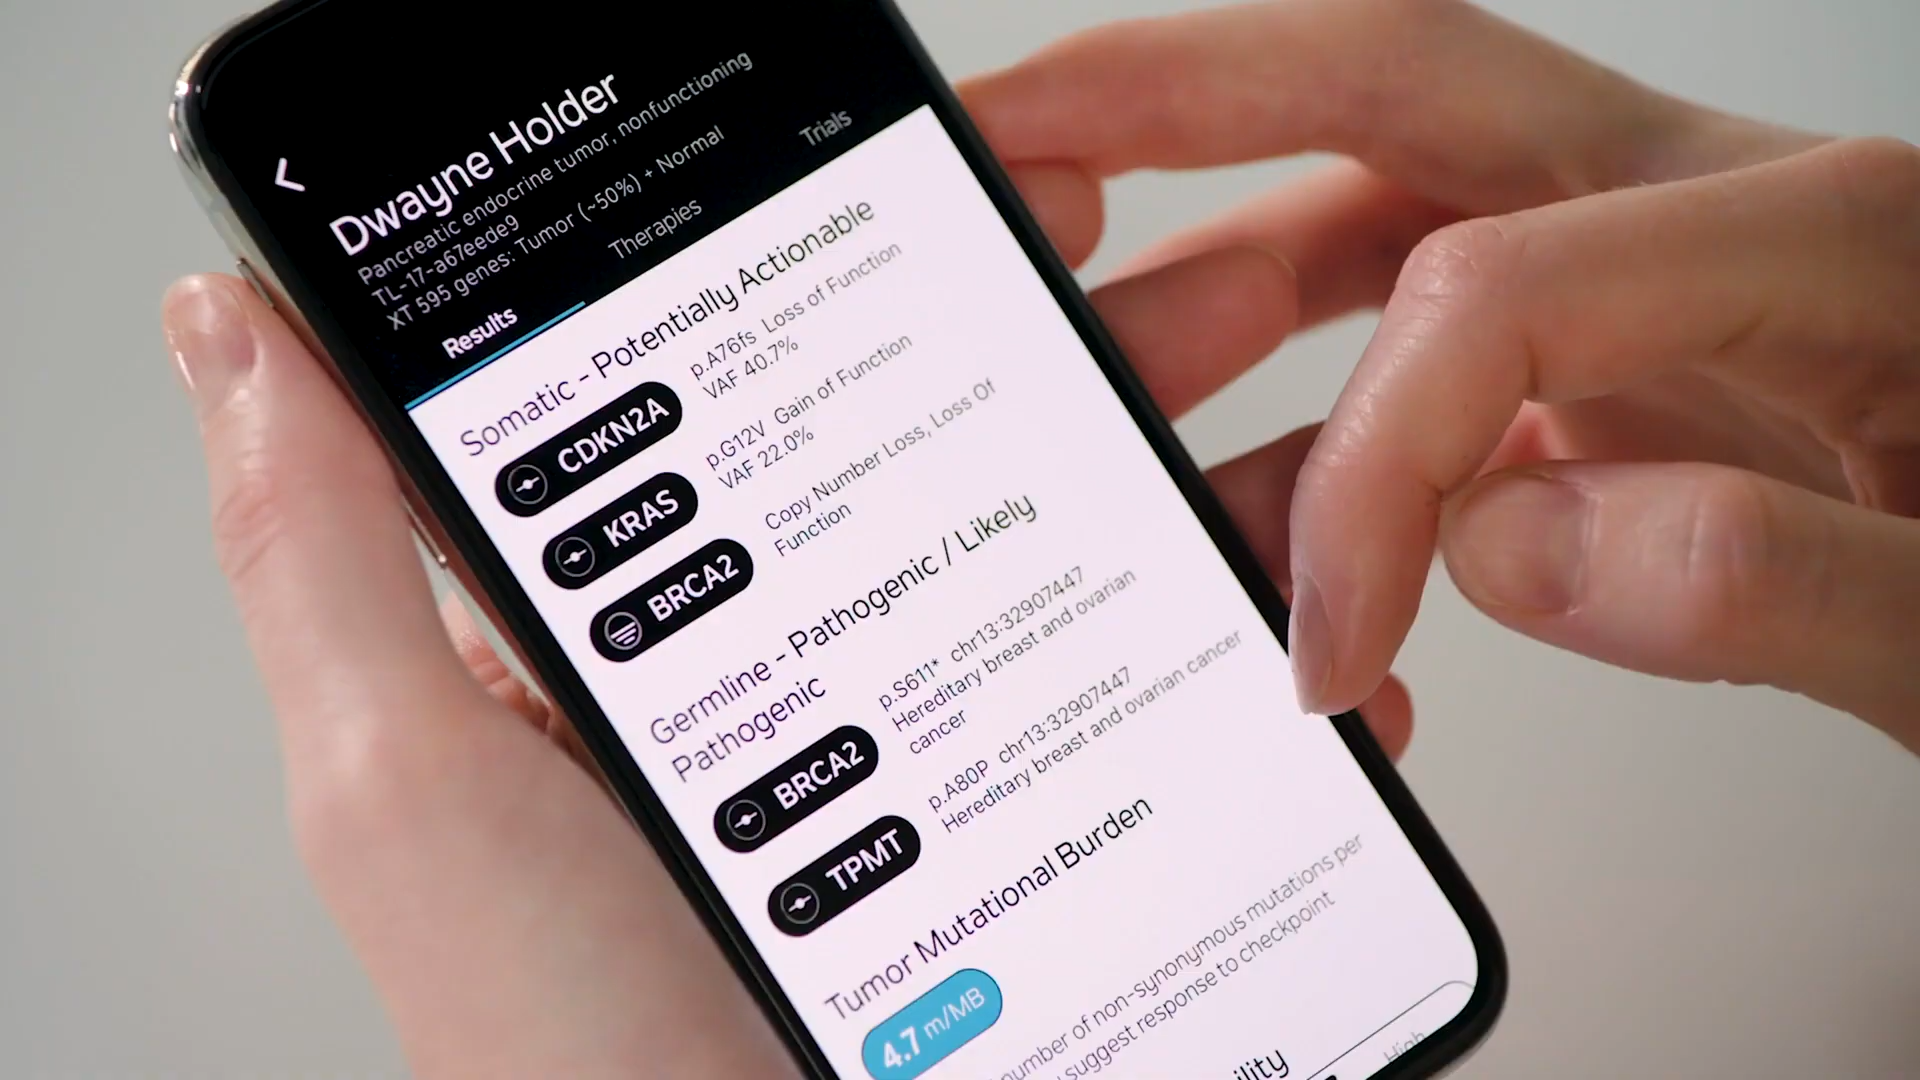 Dwayne Holder
Pancreatic endocrine tumor, nonfunctioning
TL-17-a67eede9
XT 595 genes: Tumor (~50%) + Normal
Results Therapies Trials
Somatic - Potentially Actionable
CDKN2A p.A76fs Loss of Function
VAF 40.7%
KRAS p.G12V Gain of Function
VAF 22.0%
BRCA2 Copy Number Loss, Loss Of
Function
Germline - Pathogenic / Likely
Pathogenic
BRCA2 p.S611* chr13:32907447
Hereditary breast and ovarian
cancer
TPMT p.A80P chr13:32907447
Hereditary breast and ovarian cancer
Tumor Mutational Burden
4.7 m/MB
number of non-synonymous mutations per
suggest response to checkpoint
High